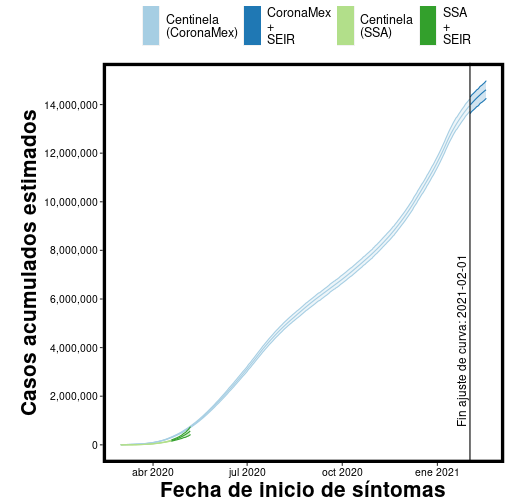 Centinela
(CoronaMex)
CoronaMex
+
SEIR
Centinela
(SSA)
SSA
+
SEIR
Casos acumulados estimados
14,000,000
12,000,000
10,000,000
8,000,000
6,000,000
4,000,000
2,000,000
0
Fin ajuste de curva: 2021-02-01
abr 2020
jul 2020
oct 2020
ene 2021
Fecha de inicio de síntomas